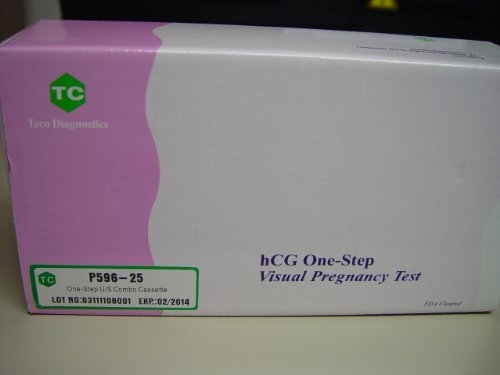 TC
Teco Diagnostics
hCG One-Step
Visual Pregnancy Test
TC
P596-25
One-Step U/S Combo Cassette
LOT NO:03111108001 EXP.:02/2014
FDA Cleared